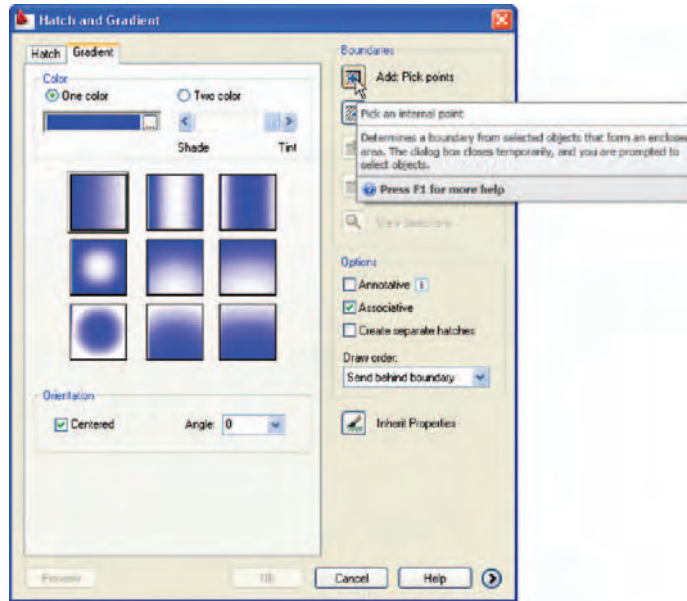 Hatch and Gradient
Hatch
Gradient
Color
One color
Two color
...
Shade
Tint
Orientation
Centered
Angle:
0
Boundaries
Add: Pick points
Pick an internal point
Determines a boundary from selected objects that form an enclosed
area. The dialog box closes temporarily, and you are prompted to
select objects.
Press F1 for more help
View Selections
Options
Annotative
Associative
Create separate hatches
Draw order:
Send behind boundary
Inherit Properties
Preview
OK
Cancel
Help